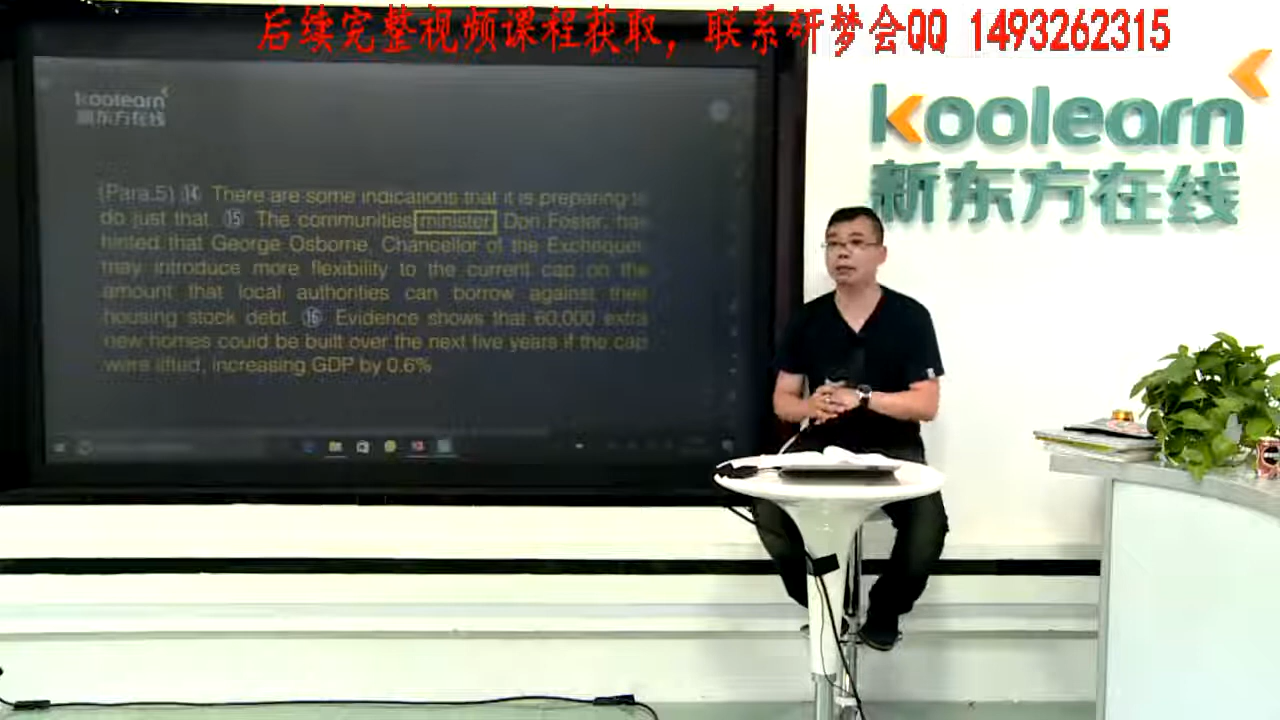 后续完整视频课程获取，联系研梦会QQ 1493262315
koolearn
新东方在线
koolearn
新东方在线
(Para.5) ⑭ There are some indications that it is preparing to
do just that. ⑮ The communities minister, Don Foster, has
hinted that George Osborne, Chancellor of the Exchequer,
may introduce more flexibility to the current cap on the
amount that local authorities can borrow against their
housing stock debt. ⑯ Evidence shows that 60,000 extra
new homes could be built over the next five years if the cap
were lifted, increasing GDP by 0.6%